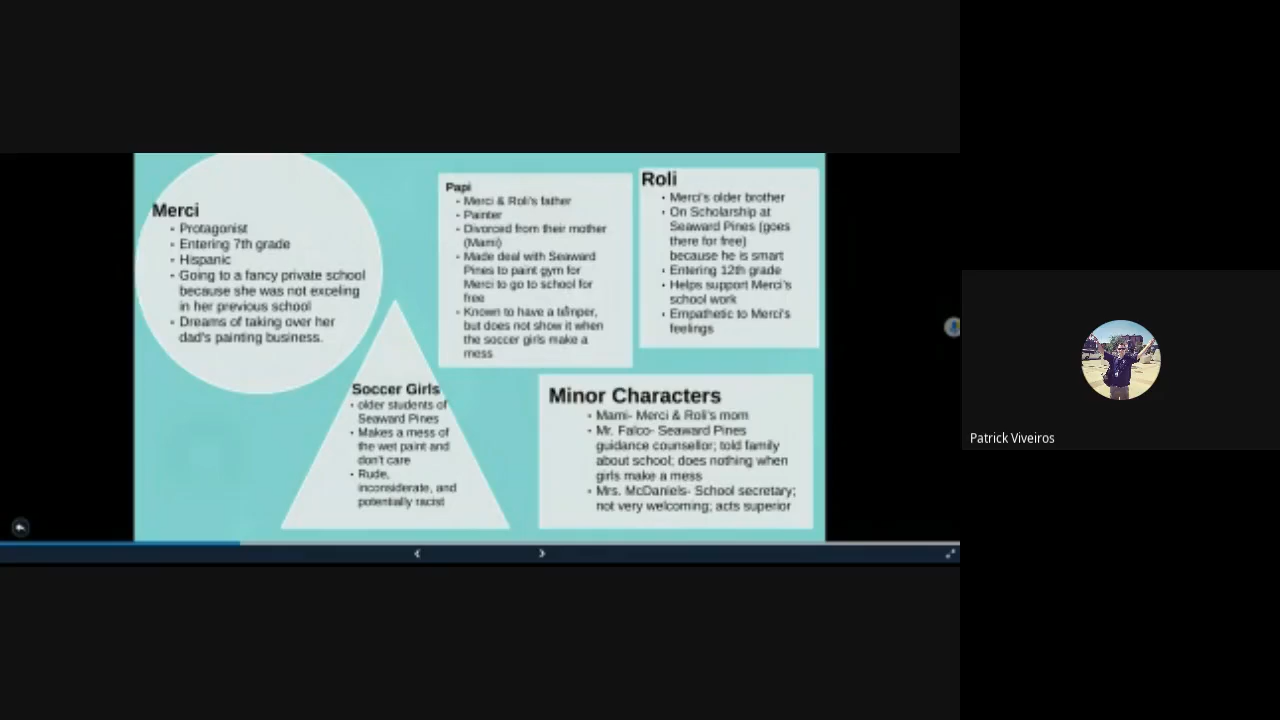 Merci
- Protagonist
- Entering 7th grade
- Hispanic
- Going to a fancy private school
because she was not exceling
in her previous school
- Dreams of taking over her
dad's painting business.
Papi
- Merci & Roli's father
- Painter
- Divorced from their mother
(Mami)
- Made deal with Seaward
Pines to paint gym for
Merci to go to school for
free
- Known to have a temper,
but does not show it when
the soccer girls make a
mess
Roli
- Merci's older brother
- On Scholarship at
Seaward Pines (goes
there for free)
because he is smart
- Entering 12th grade
- Helps support Merci's
school work
- Empathetic to Merci's
feelings
Soccer Girls
- older students of
Seaward Pines
- Makes a mess of
the wet paint and
don't care
- Rude,
inconsiderate, and
potentially racist
Minor Characters
- Mami- Merci & Roli's mom
- Mr. Falco- Seaward Pines
guidance counsellor; told family
about school; does nothing when
girls make a mess
- Mrs. McDaniels- School secretary;
not very welcoming; acts superior
Patrick Viveiros